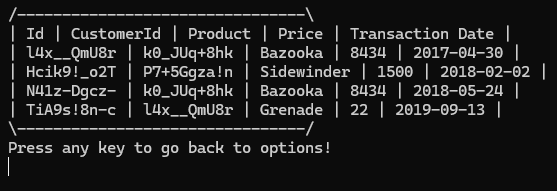 /-------------------------------\
| Id | CustomerId | Product | Price | Transaction Date |
| l4x__QmU8r | k0_JUq+8hk | Bazooka | 8434 | 2017-04-30 |
| Hcik9!_o2T | P7+5Ggza!n | Sidewinder | 1500 | 2018-02-02 |
| N41z-Dgcz- | k0_JUq+8hk | Bazooka | 8434 | 2018-05-24 |
| TiA9s!8n-c | l4x__QmU8r | Grenade | 22 | 2019-09-13 |
\-------------------------------/
Press any key to go back to options!